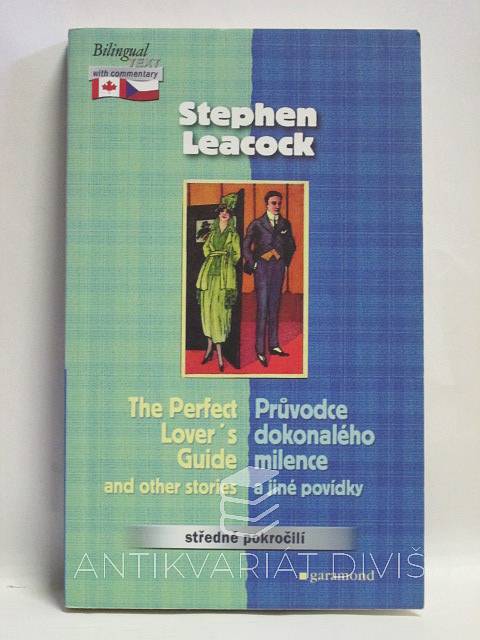 Bilingual
TEXT
with commentary
Stephen
Leacock
The Perfect
Lover´s
Guide
and other stories
Průvodce
dokonalého
milence
a jiné povídky
středně pokročilí
ANTIKVARIÁT DIVIŠ
garamond